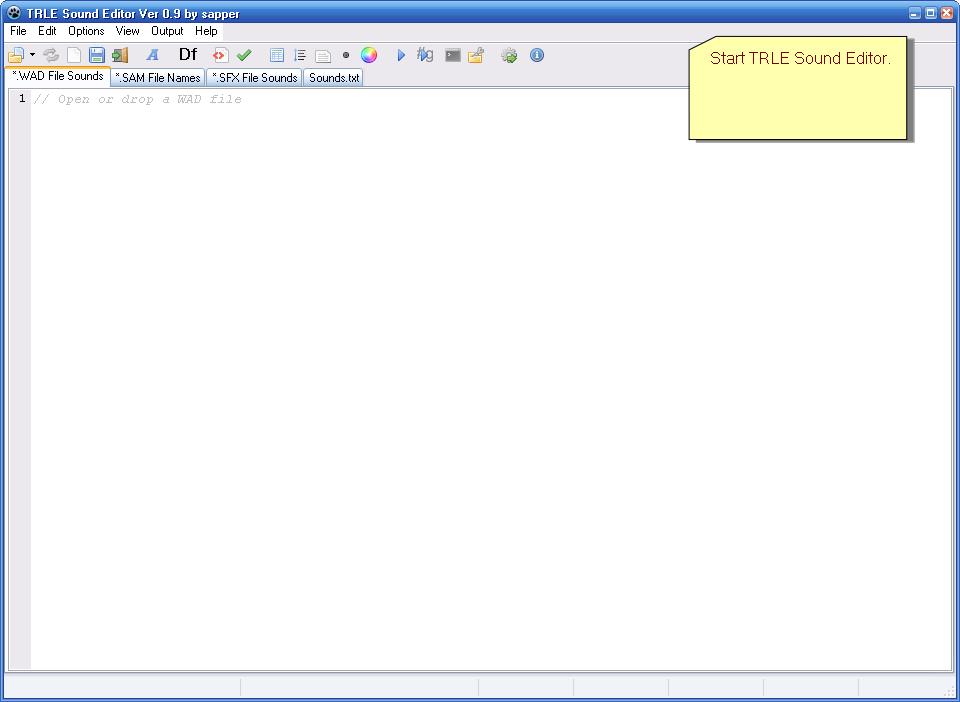 TRLE Sound Editor Ver 0.9 by sapper
File Edit Options View Output Help
Df
*.WAD File Sounds *.SAM File Names *.SFX File Sounds Sounds.txt
1 // Open or drop a WAD file
Start TRLE Sound Editor.